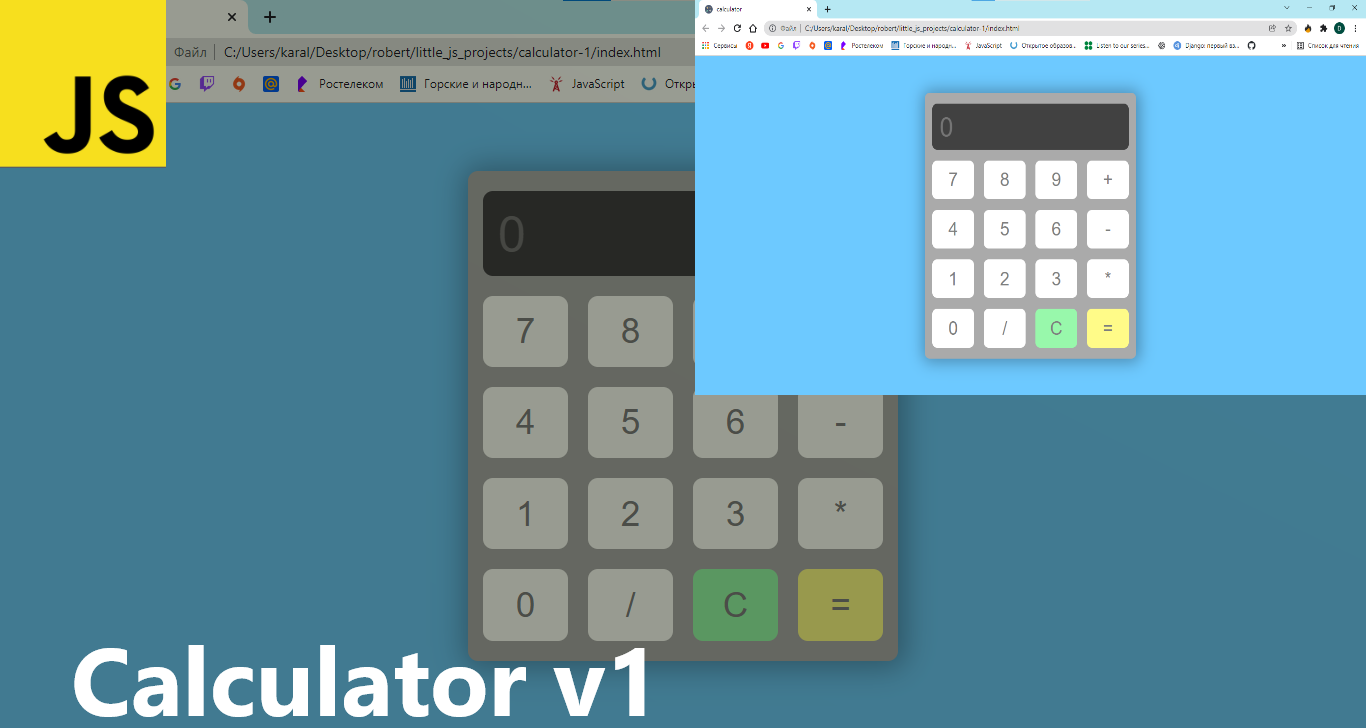 JS
Файл C:/Users/karal/Desktop/robert/little_js_projects/calculator-1/index.html
Ростелеком Горские и народн... JavaScript Откры
0
7 8
4 5 6 -
1 2 3 *
0 / C =
Calculator v1
calculator
Файл C:/Users/karal/Desktop/robert/little_js_projects/calculator-1/index.html
Сервисы Ростелеком Горские и народн... JavaScript Открытое образов... Listen to our series... Django: первый вз... » Список для чтения
0
7 8 9 +
4 5 6 -
1 2 3 *
0 / C =